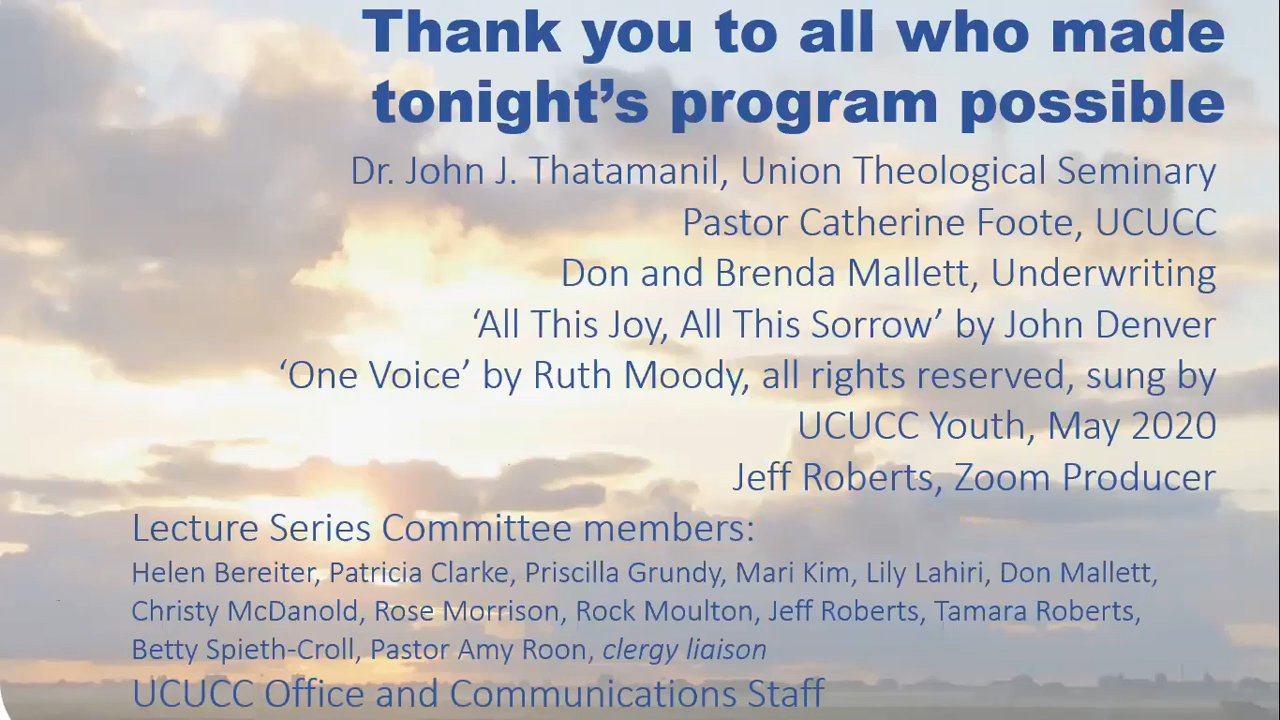 Thank you to all who made
tonight’s program possible
Dr. John J. Thatamanil, Union Theological Seminary
Pastor Catherine Foote, UCUCC
Don and Brenda Mallett, Underwriting
‘All This Joy, All This Sorrow’ by John Denver
‘One Voice’ by Ruth Moody, all rights reserved, sung by
UCUCC Youth, May 2020
Jeff Roberts, Zoom Producer
Lecture Series Committee members:
Helen Bereiter, Patricia Clarke, Priscilla Grundy, Mari Kim, Lily Lahiri, Don Mallett,
Christy McDanold, Rose Morrison, Rock Moulton, Jeff Roberts, Tamara Roberts,
Betty Spieth-Croll, Pastor Amy Roon, clergy liaison
UCUCC Office and Communications Staff